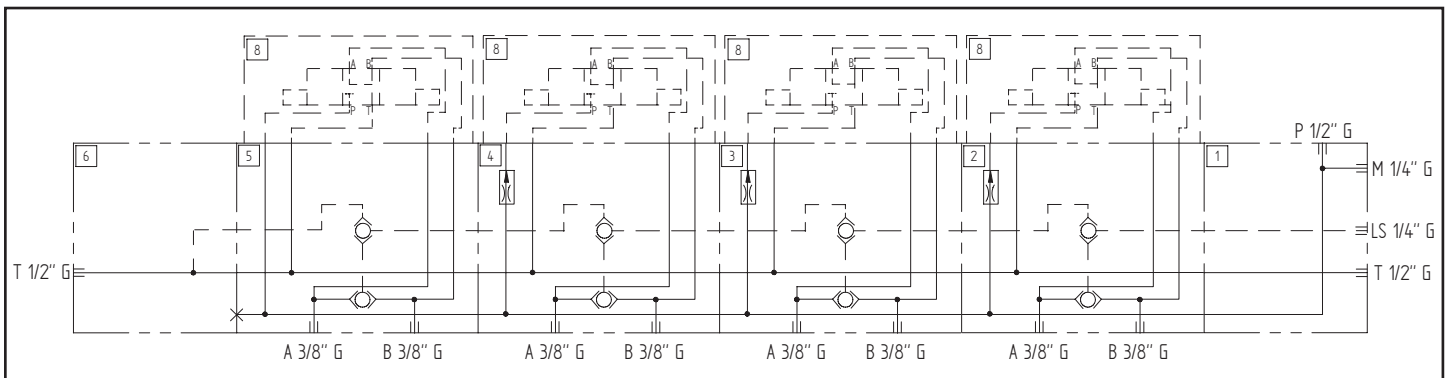 8 8 8 8
A B A B A B A B
P T P T P T P T
P 1/2“ G
6 5 4 3 2 1
M 1/4“ G
LS 1/4“ G
T 1/2“ G T 1/2“ G
A 3/8“ G B 3/8“ G A 3/8“ G B 3/8“ G A 3/8“ G B 3/8“ G A 3/8“ G B 3/8“ G